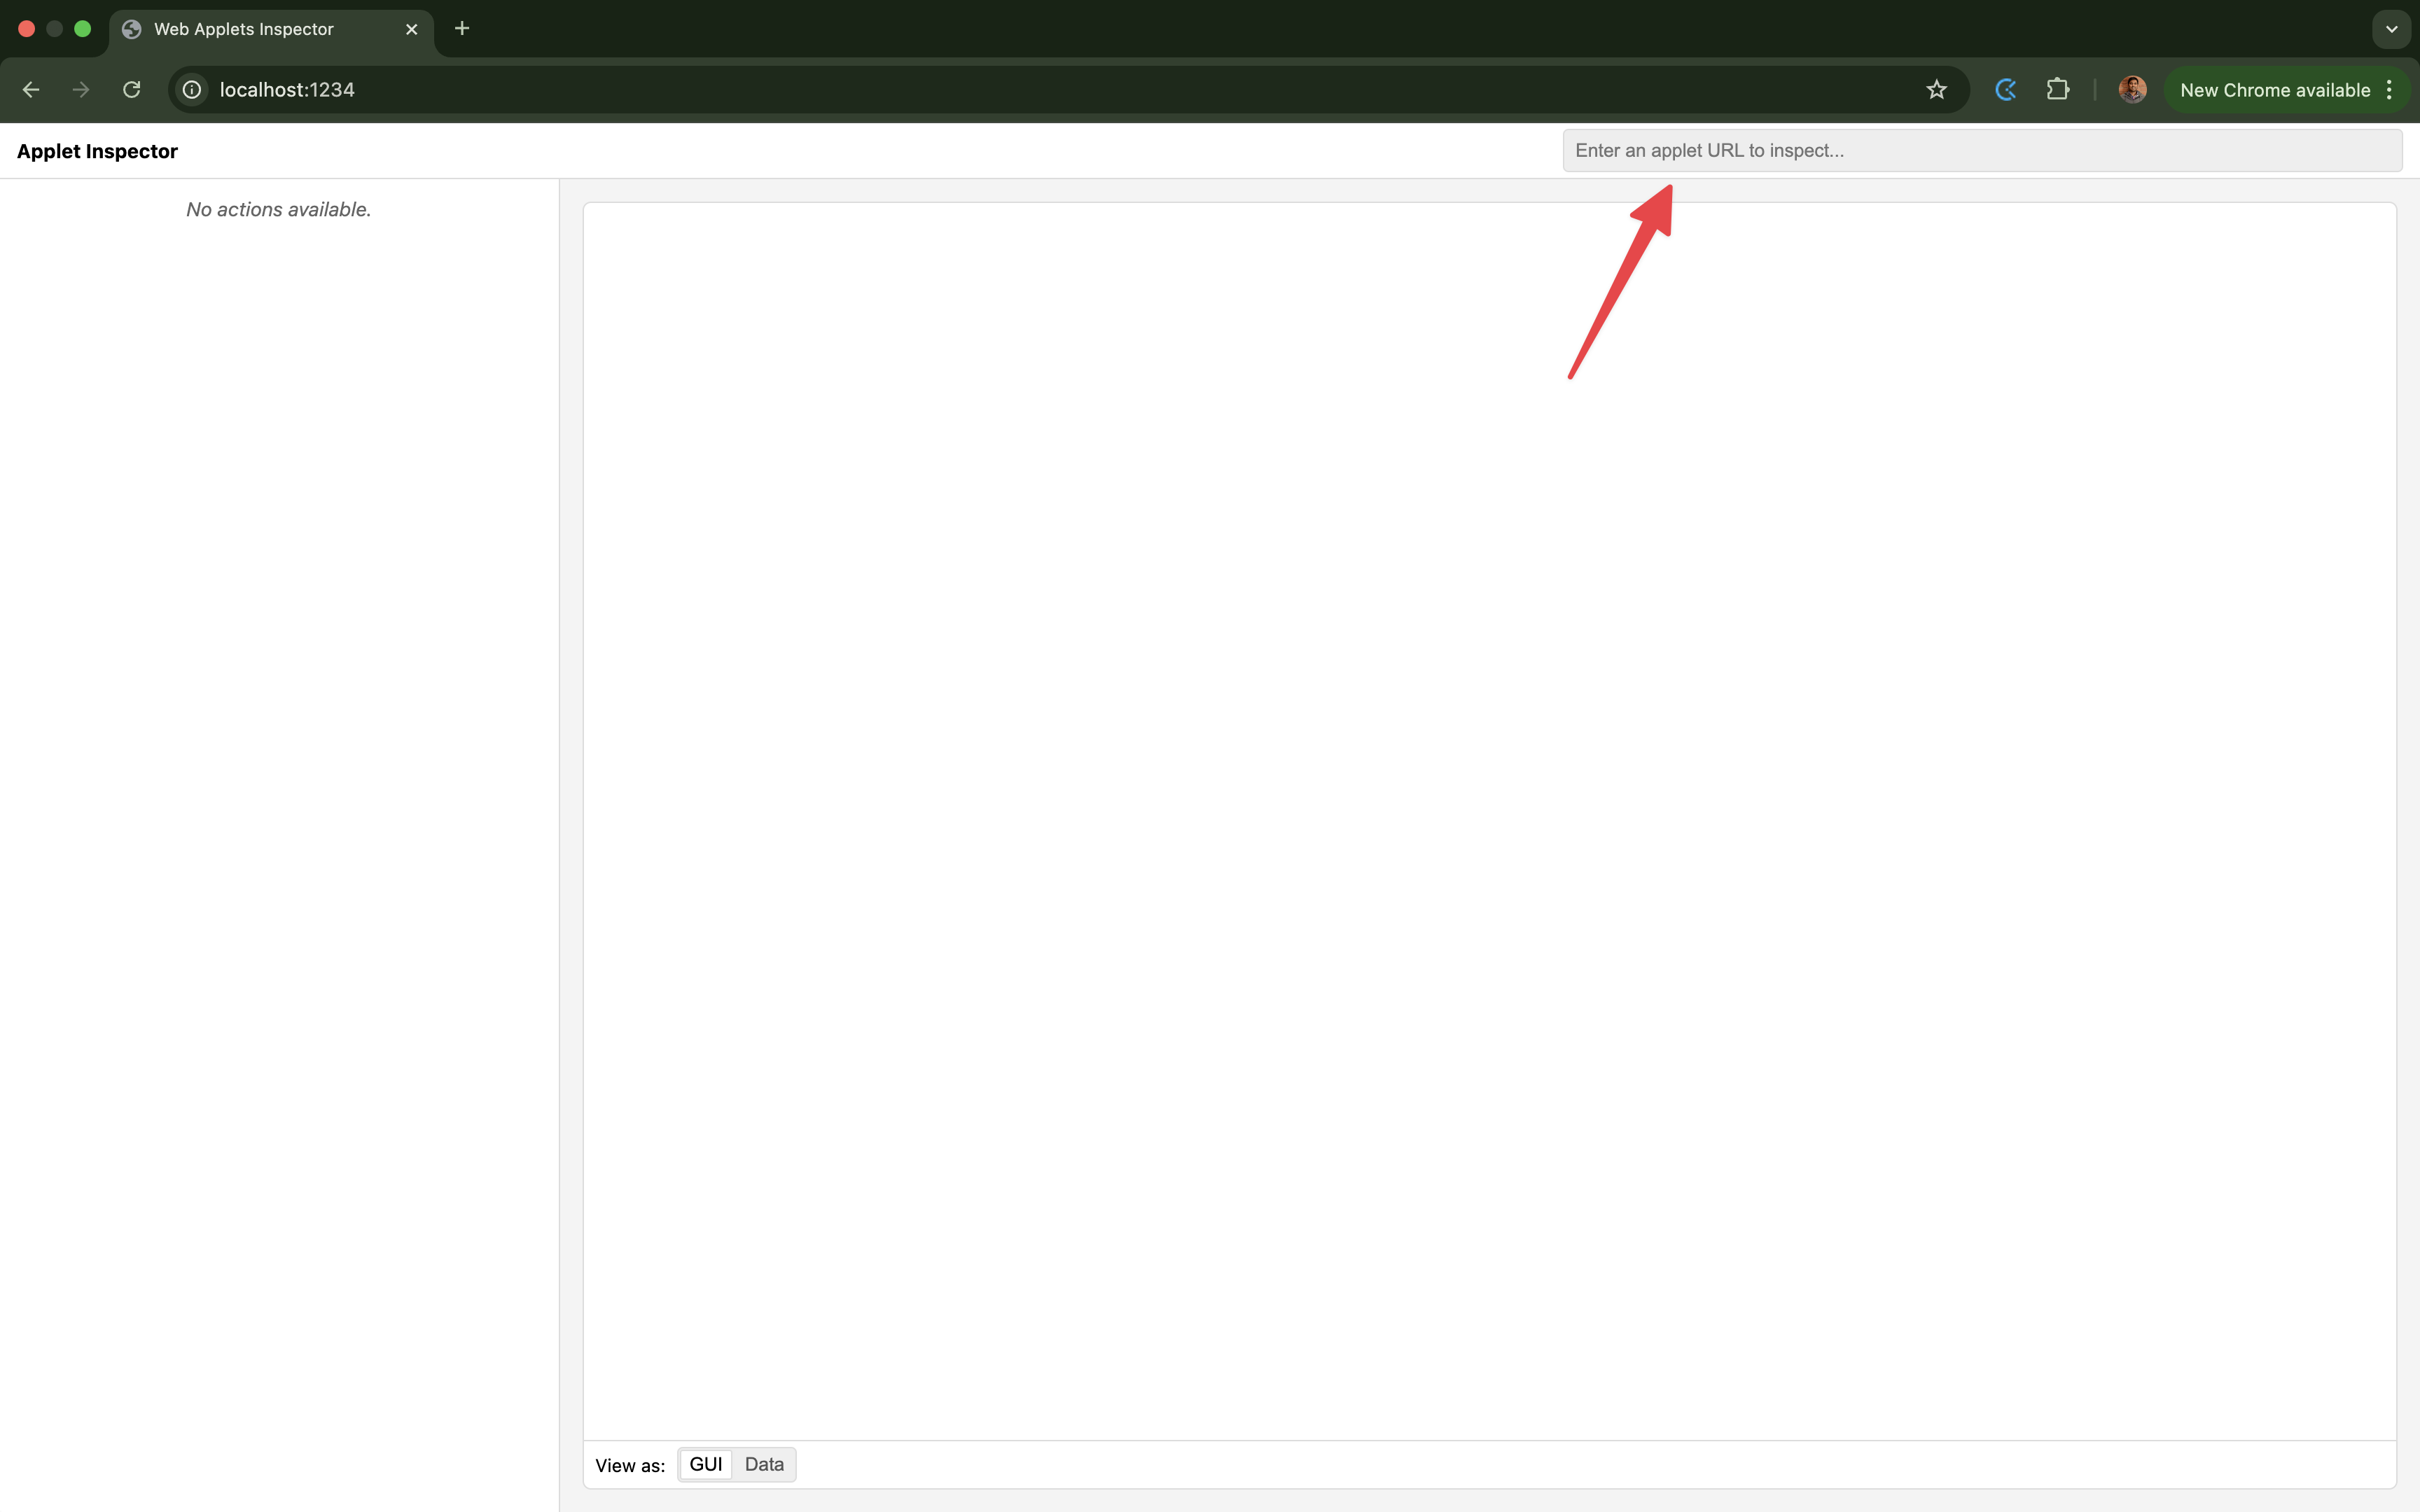 Web Applets Inspector
localhost:1234
New Chrome available
Applet Inspector
Enter an applet URL to inspect...
No actions available.
View as: GUI Data